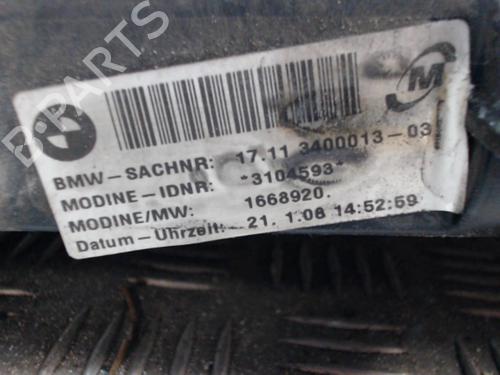 B-PARTS
M
BMW-SACHNR: 17.11 3400013-03
MODINE-IDNR: *3104593*
MODINE/MW: 1668920.
Datum-Uhrzeit: 21. 1.08 14:52:59